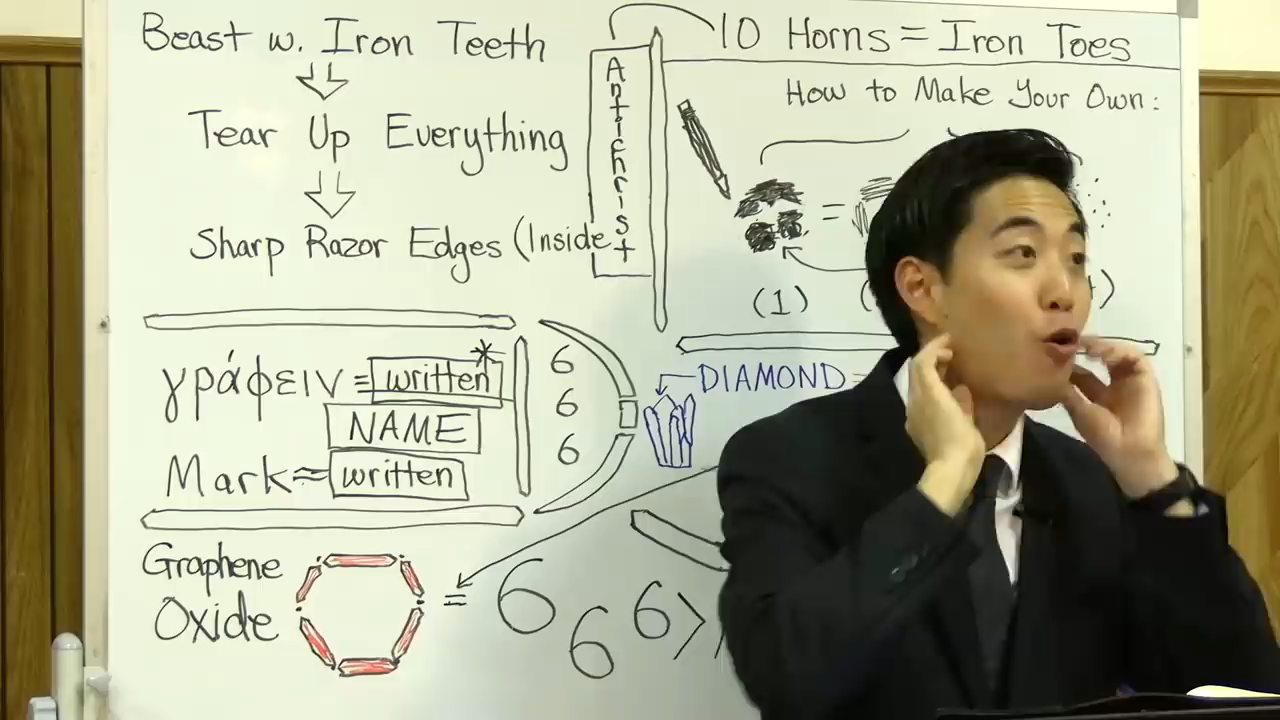 Beast w. Iron Teeth
Tear Up Everything
Sharp Razor Edges (Inside
Antichrist
10 Horns = Iron Toes
How to Make Your Own:
=
(1) (
)
γράφειν = written*
NAME
Mark ≈ written
6
6
6
DIAMOND =
Graphene
Oxide
= 6 6 6 >